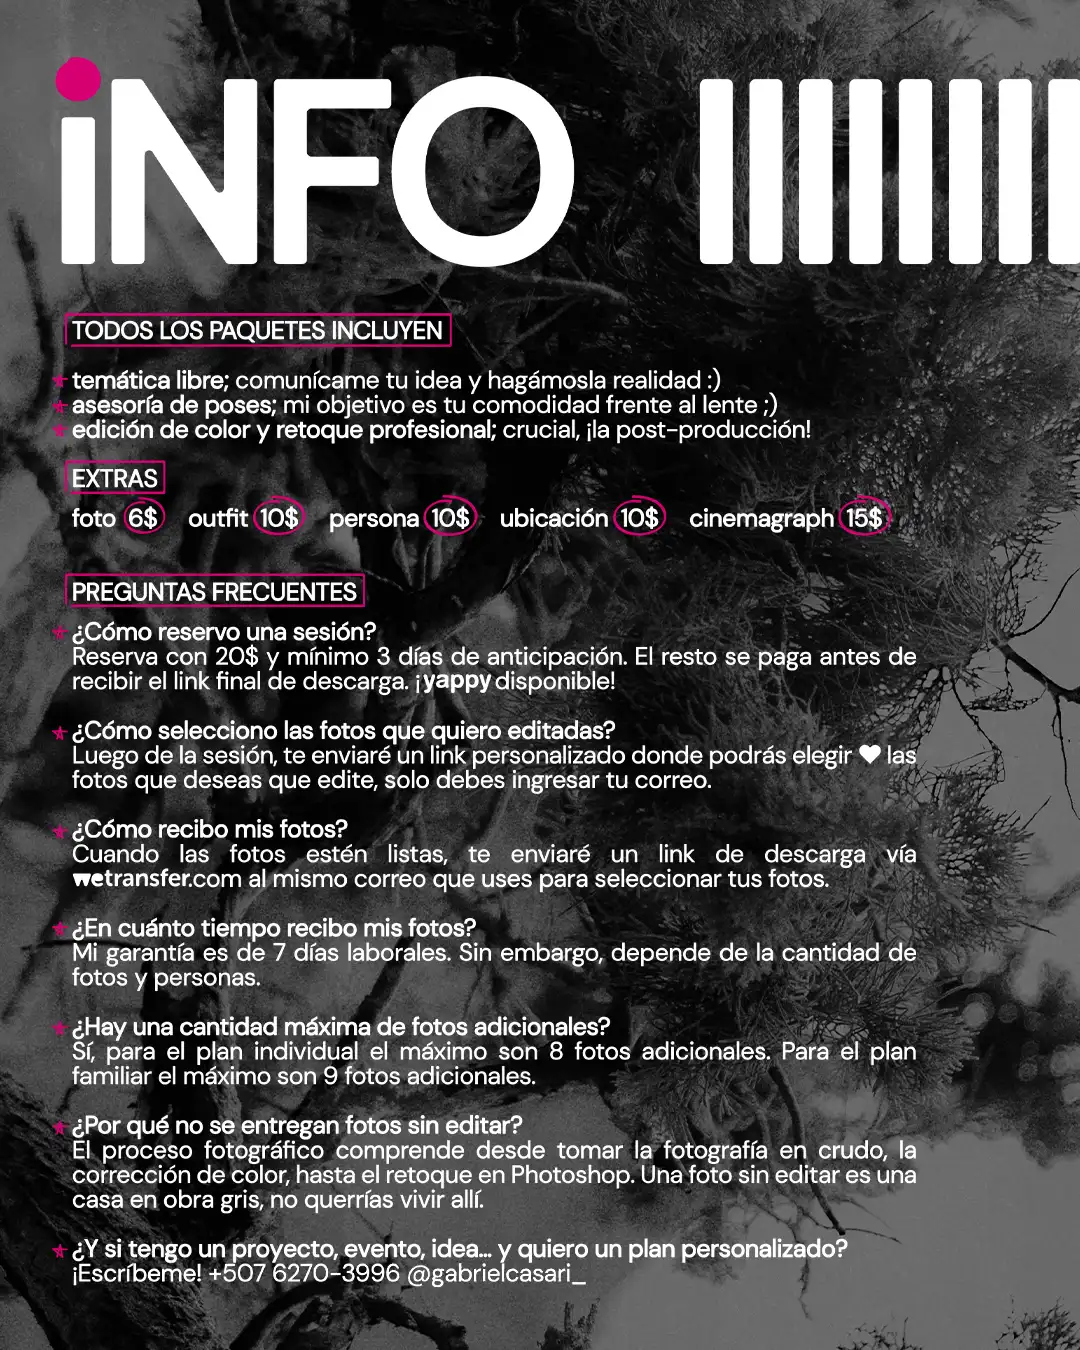 iNFO
TODOS LOS PAQUETES INCLUYEN
temática libre; comunícame tu idea y hagámosla realidad :)
asesoría de poses; mi objetivo es tu comodidad frente al lente ;)
edición de color y retoque profesional; crucial, ¡la post-producción!
EXTRAS
foto 6$ outfit 10$ persona 10$ ubicación 10$ cinemagraph 15$
PREGUNTAS FRECUENTES
¿Cómo reservo una sesión?
Reserva con 20$ y mínimo 3 días de anticipación. El resto se paga antes de
recibir el link final de descarga. ¡yappy disponible!
¿Cómo selecciono las fotos que quiero editadas?
Luego de la sesión, te enviaré un link personalizado donde podrás elegir ♥ las
fotos que deseas que edite, solo debes ingresar tu correo.
¿Cómo recibo mis fotos?
Cuando las fotos estén listas, te enviaré un link de descarga vía
wetransfer.com al mismo correo que uses para seleccionar tus fotos.
¿En cuánto tiempo recibo mis fotos?
Mi garantía es de 7 días laborales. Sin embargo, depende de la cantidad de
fotos y personas.
¿Hay una cantidad máxima de fotos adicionales?
Sí, para el plan individual el máximo son 8 fotos adicionales. Para el plan
familiar el máximo son 9 fotos adicionales.
¿Por qué no se entregan fotos sin editar?
El proceso fotográfico comprende desde tomar la fotografía en crudo, la
corrección de color, hasta el retoque en Photoshop. Una foto sin editar es una
casa en obra gris, no querrías vivir allí.
¿Y si tengo un proyecto, evento, idea... y quiero un plan personalizado?
¡Escríbeme! +507 6270-3996 @gabrielcasari_